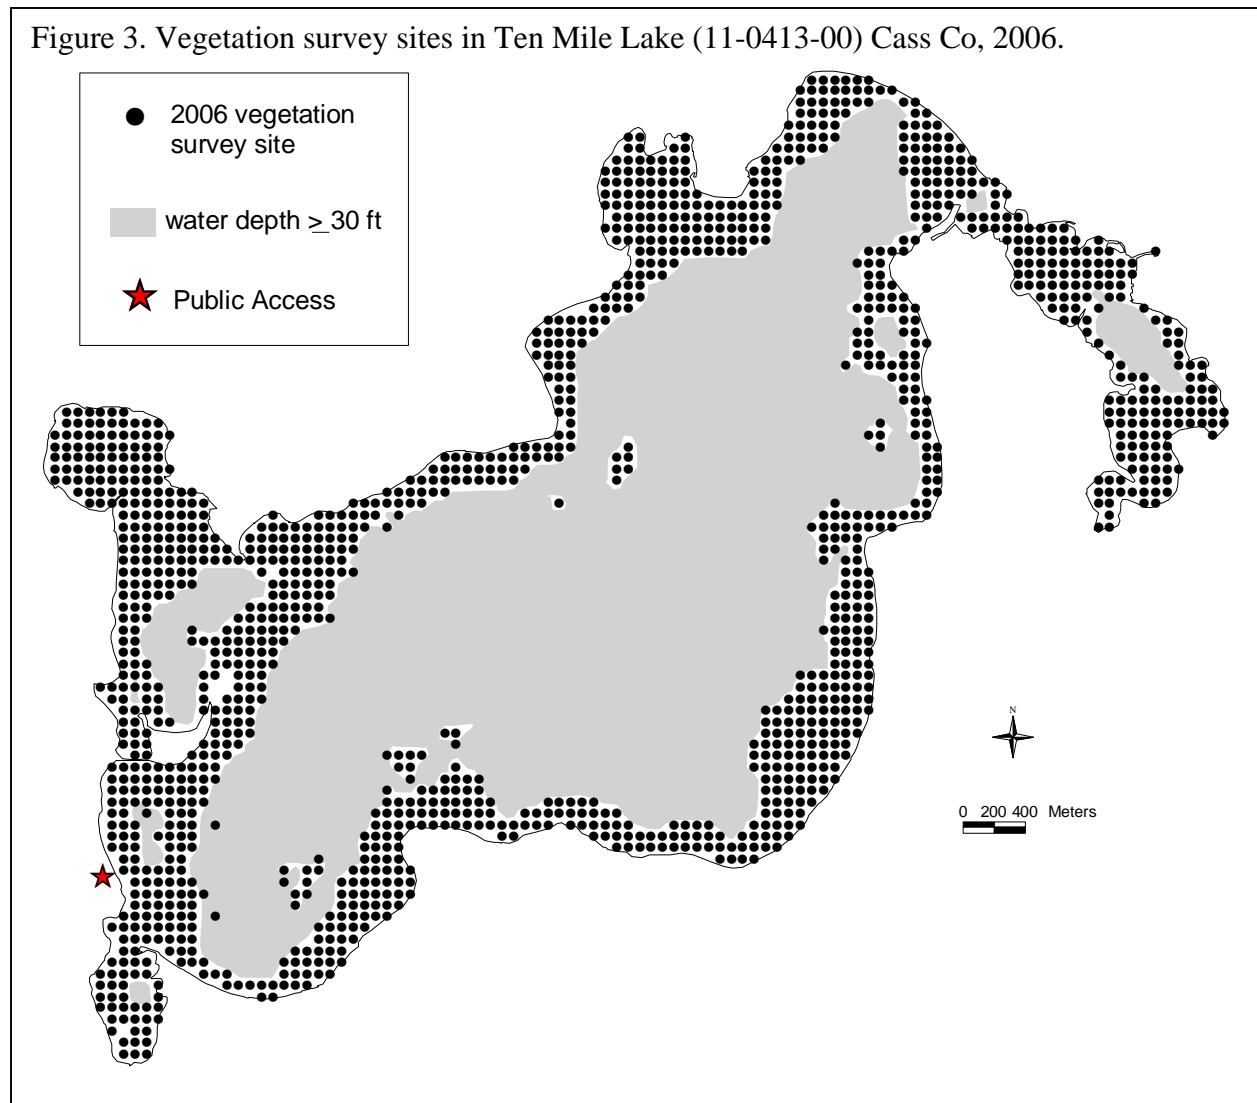 Figure 3. Vegetation survey sites in Ten Mile Lake (11-0413-00) Cass Co, 2006.
2006 vegetation
survey site
water depth ≥ 30 ft
Public Access
N
0 200 400 Meters